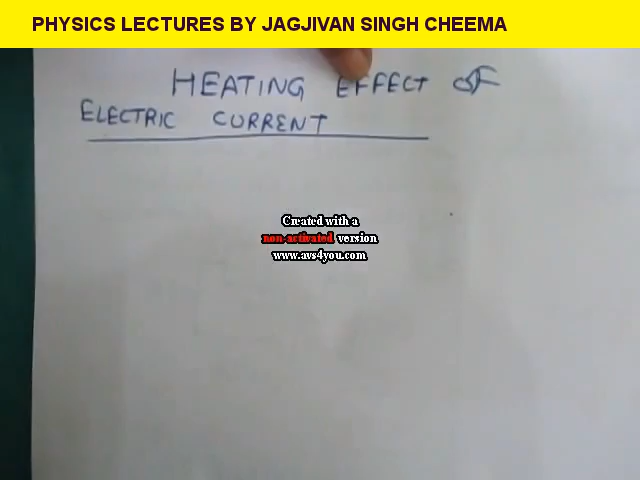 PHYSICS LECTURES BY JAGJIVAN SINGH CHEEMA
HEATING EFFECT OF
ELECTRIC CURRENT
Created with a
non-activated version
www.avs4you.com